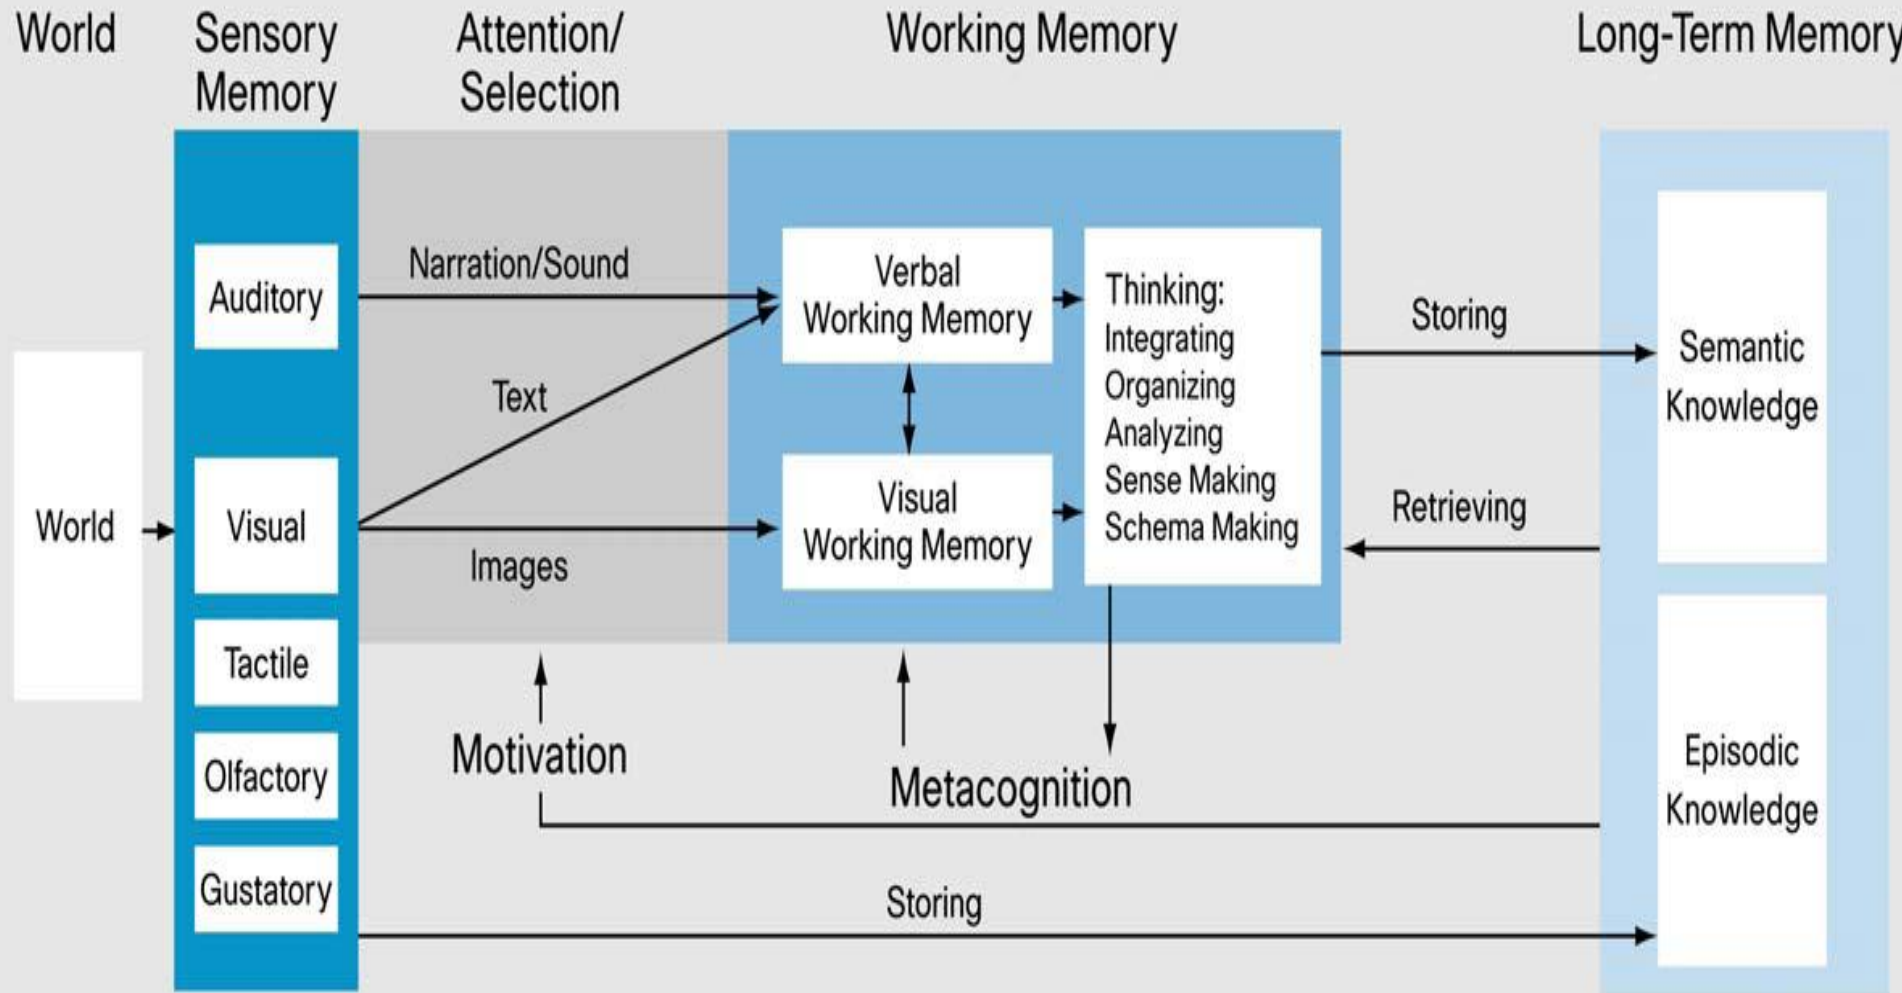 World
Sensory
Memory
Attention/
Selection
Working Memory
Long-Term Memory
World
Auditory
Visual
Tactile
Olfactory
Gustatory
Narration/Sound
Text
Images
Verbal
Working Memory
Visual
Working Memory
Thinking:
Integrating
Organizing
Analyzing
Sense Making
Schema Making
Storing
Retrieving
Semantic
Knowledge
Episodic
Knowledge
Motivation
Metacognition
Storing